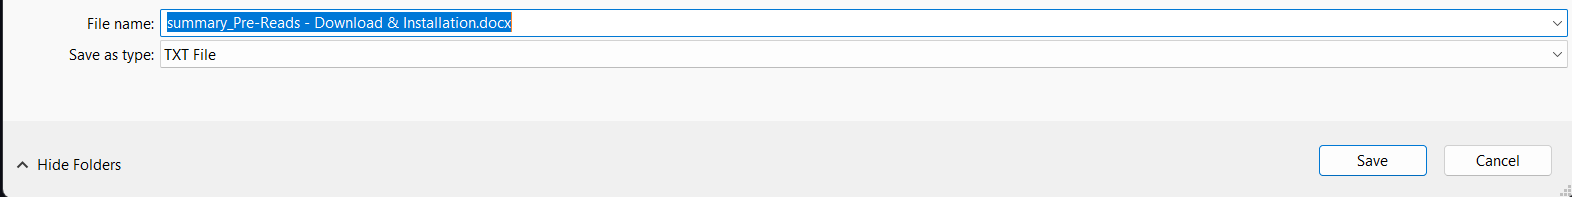 File name: summary_Pre-Reads - Download & Installation.docx
Save as type: TXT File
Hide Folders Save Cancel